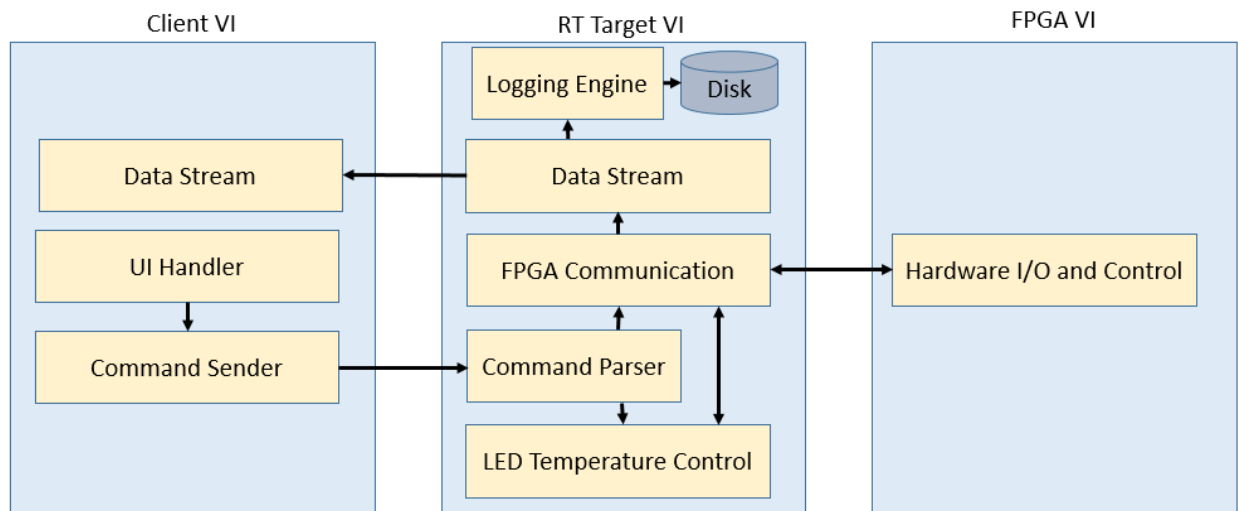 Client VI
RT Target VI
FPGA VI
Logging Engine
Disk
Data Stream
Data Stream
UI Handler
FPGA Communication
Hardware I/O and Control
Command Sender
Command Parser
LED Temperature Control